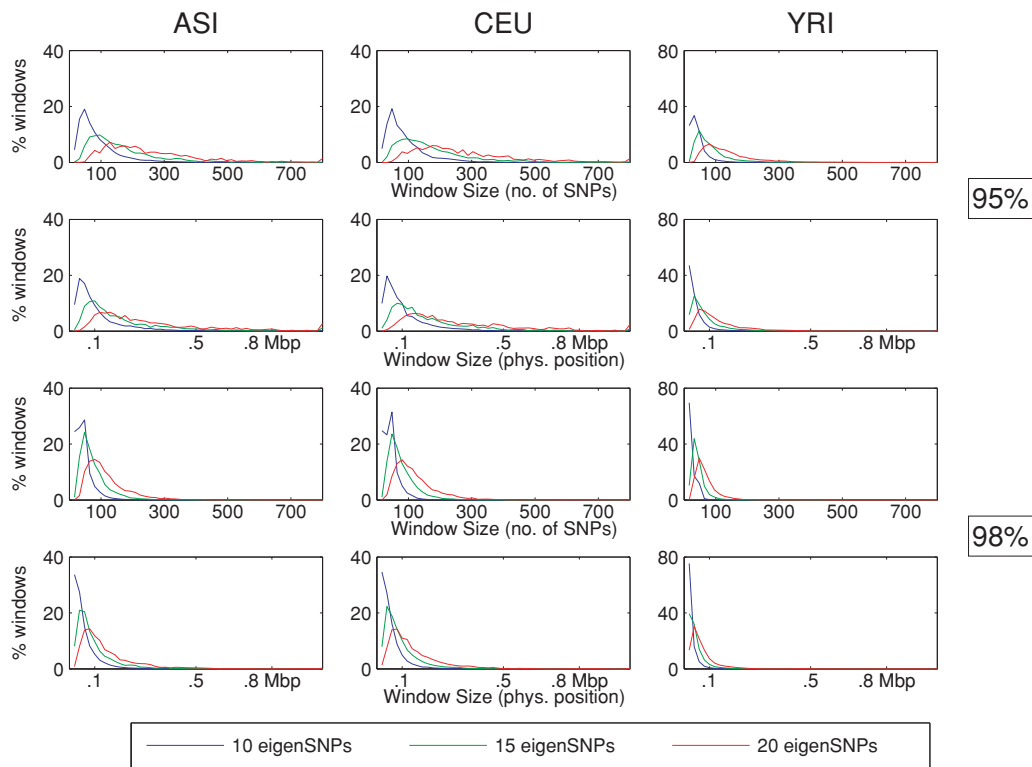 ASI CEU YRI
40 40 80
% windows
20 20 40
0 0 0
100 300 500 700 100 300 500 700 100 300 500 700
Window Size (no. of SNPs)
95%
40 40 80
% windows
20 20 40
0 0 0
.1 .5 .8 Mbp .1 .5 .8 Mbp .1 .5 .8 Mbp
Window Size (phys. position)
40 40 80
% windows
20 20 40
0 0 0
100 300 500 700 100 300 500 700 100 300 500 700
Window Size (no. of SNPs)
98%
40 40 80
% windows
20 20 40
0 0 0
.1 .5 .8 Mbp .1 .5 .8 Mbp .1 .5 .8 Mbp
Window Size (phys. position)
10 eigenSNPs 15 eigenSNPs 20 eigenSNPs